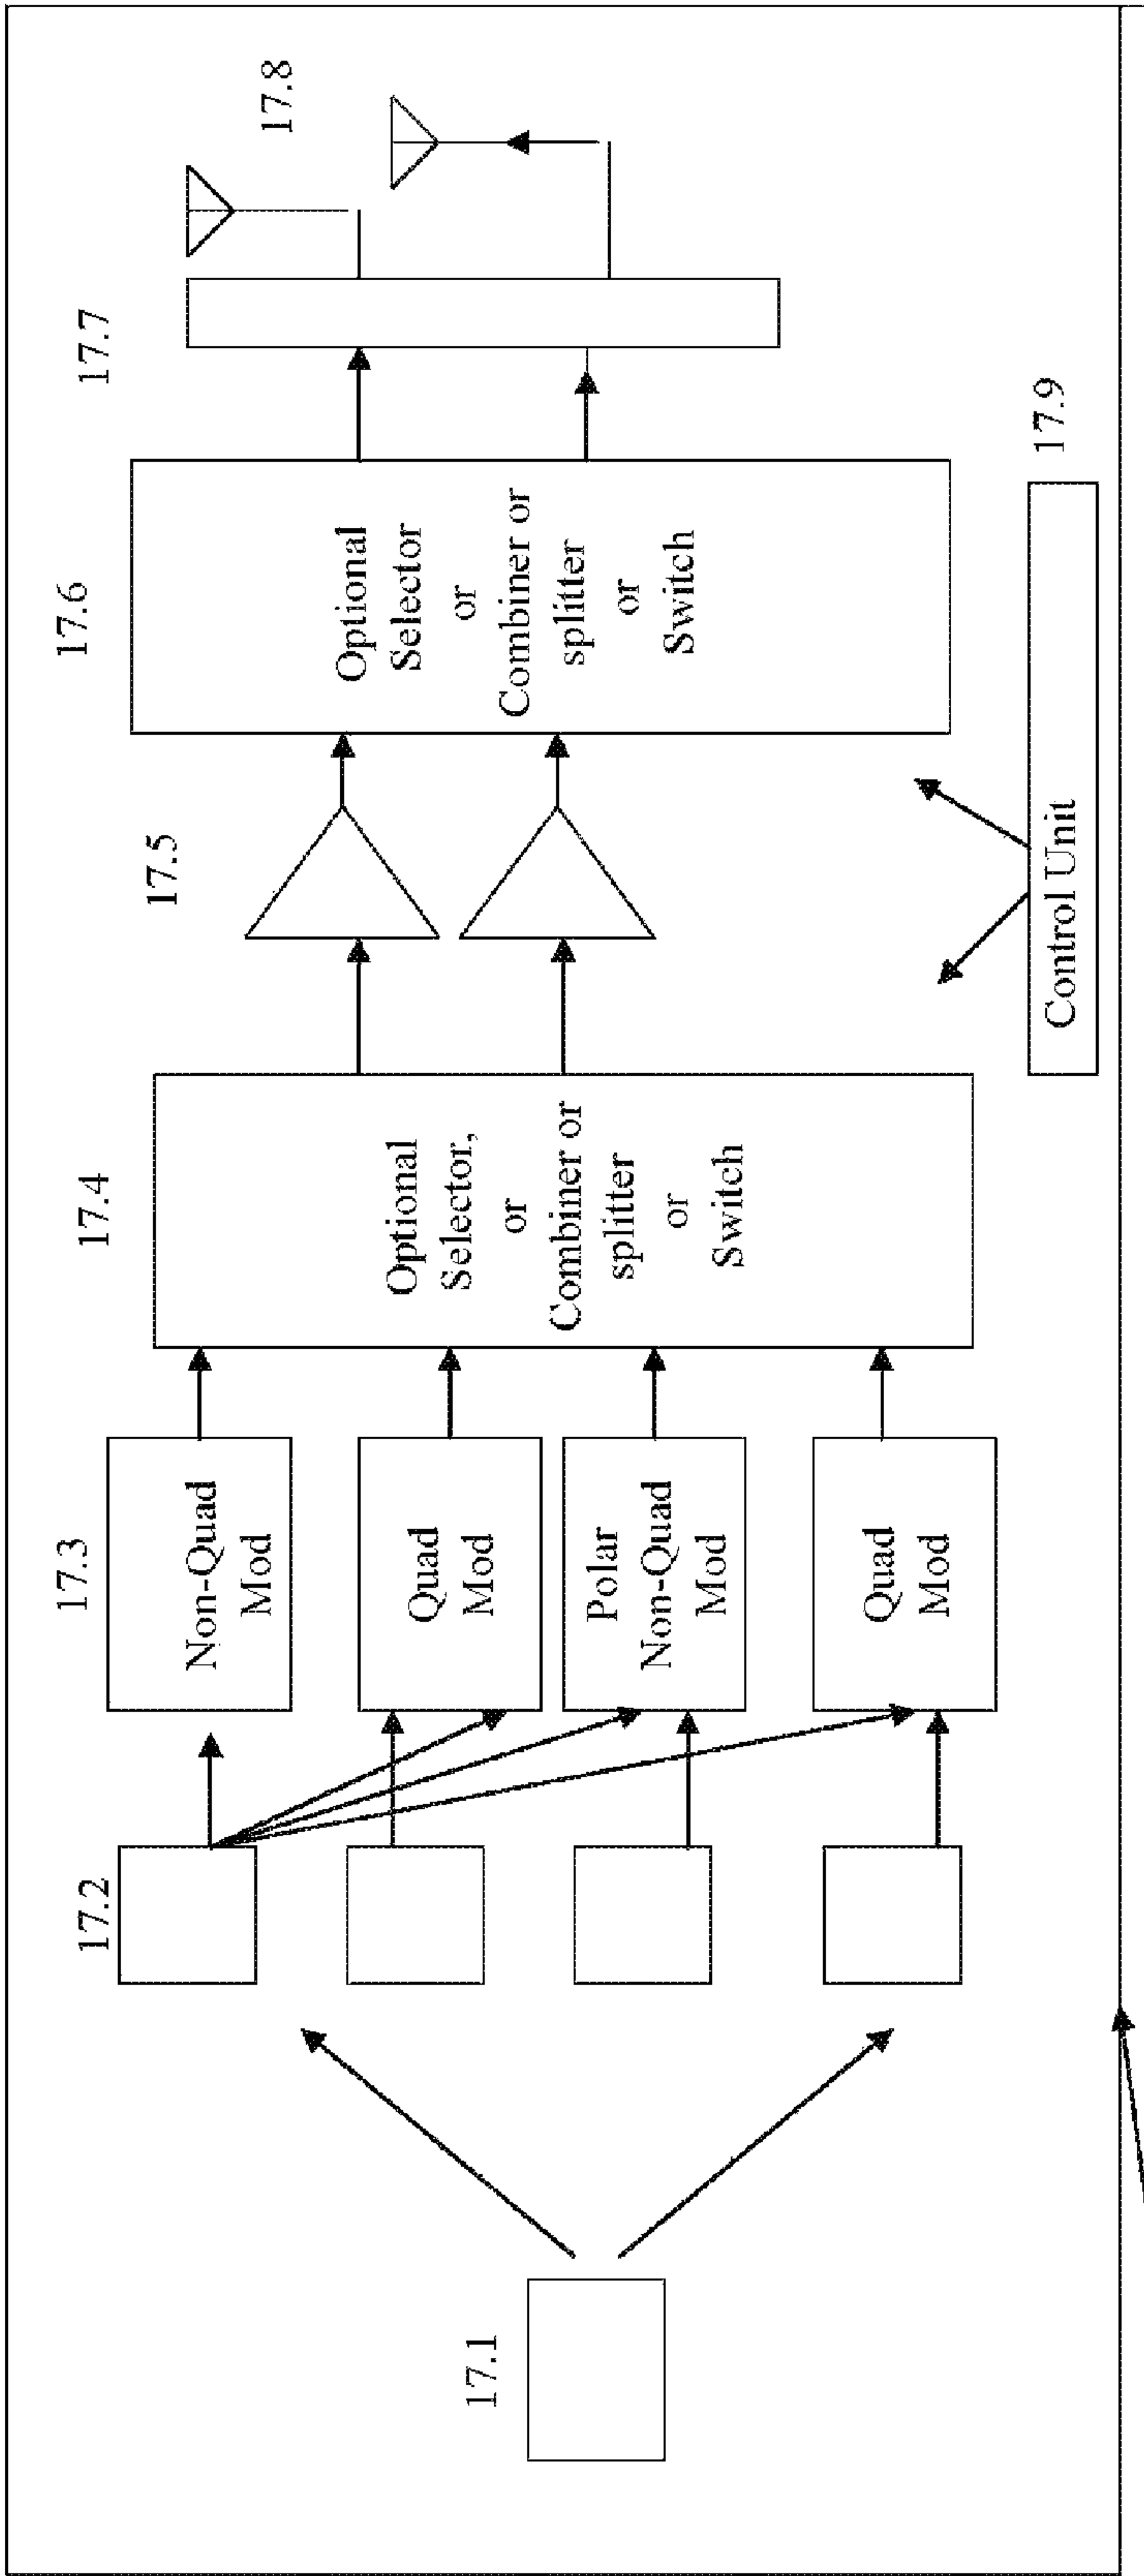 17.1
17.2
17.3
Non-Quad
Mod
Quad
Mod
Polar
Non-Quad
Mod
Quad
Mod
17.4
Optional
Selector,
or
Combiner or
splitter
or
Switch
17.5
17.6
Optional
Selector
or
Combiner or
splitter
or
Switch
17.7
17.8
Control Unit
17.9